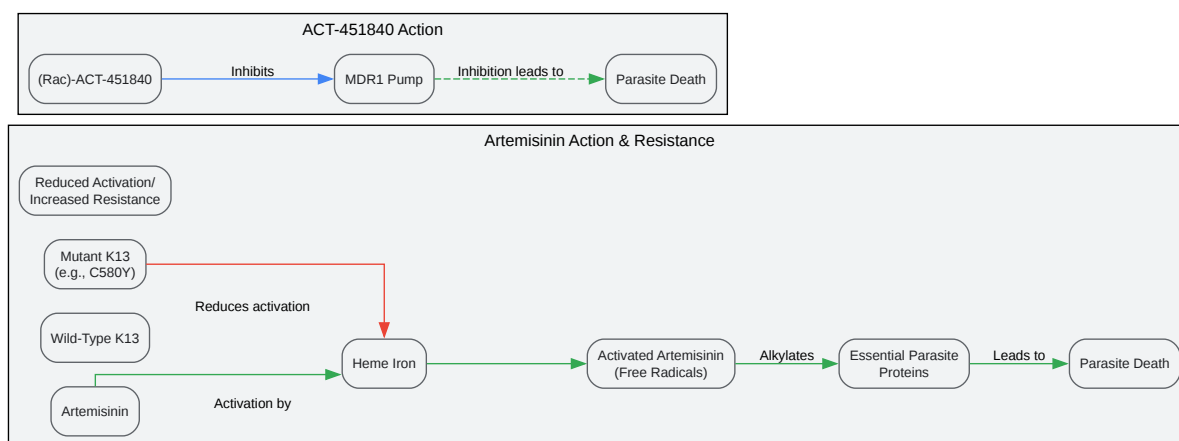 ACT-451840 Action
(Rac)-ACT-451840
Inhibits
MDR1 Pump
Inhibition leads to
Parasite Death
Artemisinin Action & Resistance
Reduced Activation/
Increased Resistance
Mutant K13
(e.g., C580Y)
Reduces activation
Wild-Type K13
Heme Iron
Activated Artemisinin
(Free Radicals)
Alkylates
Essential Parasite
Proteins
Leads to
Parasite Death
Artemisinin
Activation by